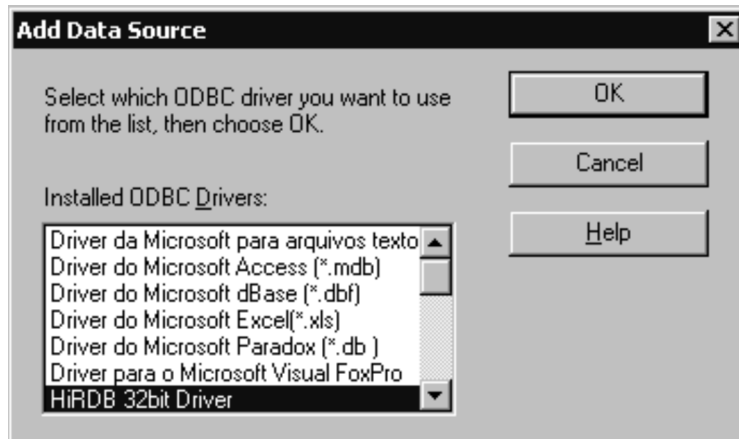 Add Data Source
Select which ODBC driver you want to use
from the list, then choose OK.
Installed ODBC Drivers:
Driver da Microsoft para arquivos texto
Driver do Microsoft Access (*.mdb)
Driver do Microsoft dBase (*.dbf)
Driver do Microsoft Excel(*.xls)
Driver do Microsoft Paradox (*.db )
Driver para o Microsoft Visual FoxPro
HiRDB 32bit Driver
OK
Cancel
Help